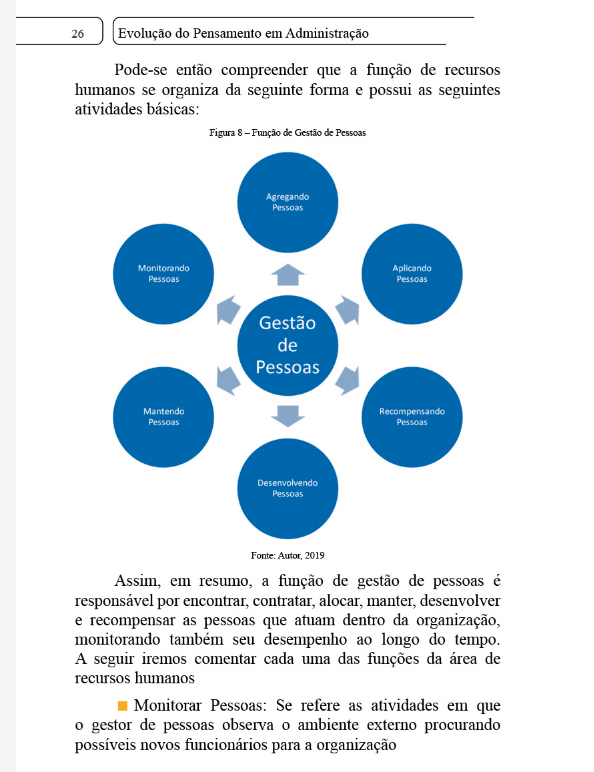 26
Evolução do Pensamento em Administração
Pode-se então compreender que a função de recursos
humanos se organiza da seguinte forma e possui as seguintes
atividades básicas:
Figura 8 – Função de Gestão de Pessoas
Agregando
Pessoas
Monitorando
Pessoas
Aplicando
Pessoas
Gestão
de
Pessoas
Mantendo
Pessoas
Recompensando
Pessoas
Desenvolvendo
Pessoas
Fonte: Autor, 2019
Assim, em resumo, a função de gestão de pessoas é
responsável por encontrar, contratar, alocar, manter, desenvolver
e recompensar as pessoas que atuam dentro da organização,
monitorando também seu desempenho ao longo do tempo.
A seguir iremos comentar cada uma das funções da área de
recursos humanos
Monitorar Pessoas: Se refere as atividades em que
o gestor de pessoas observa o ambiente externo procurando
possíveis novos funcionários para a organização